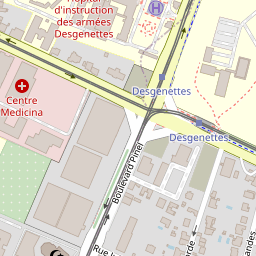 Hôpital
d'instruction
des armées
Desgenettes
H
Desgenettes
Centre
Medicina
Desgenettes
Boulevard Pinel
Rue